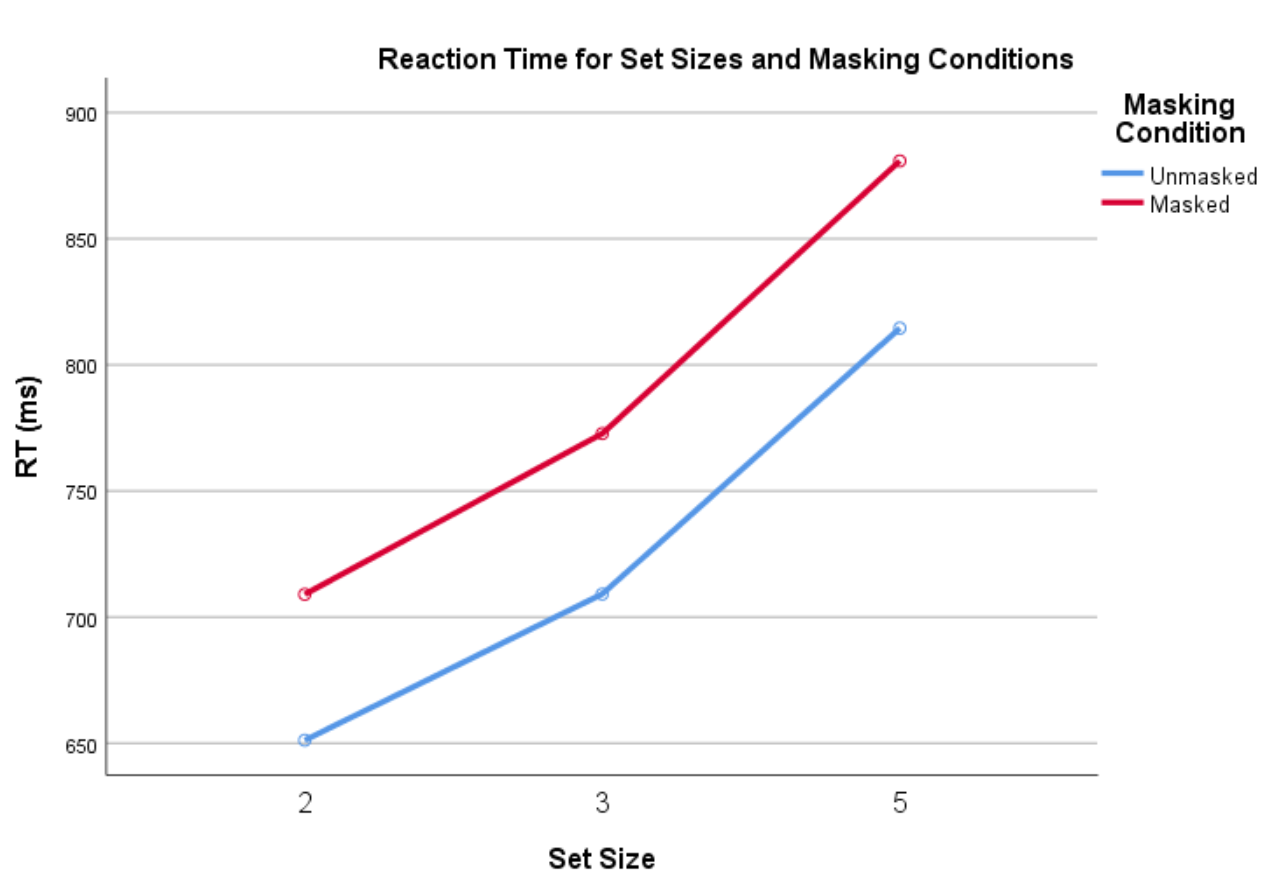 Reaction Time for Set Sizes and Masking Conditions
Masking
Condition
Unmasked
Masked
900
850
800
750
700
650
RT (ms)
2 3 5
Set Size